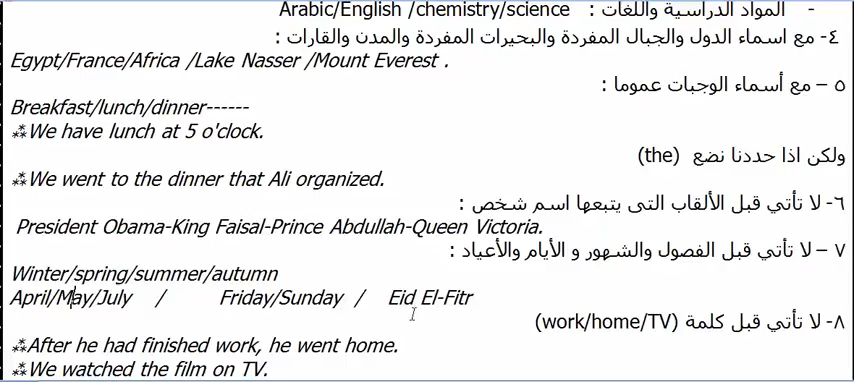 - المواد الدراسية واللغات : Arabic/English /chemistry/science
٤- مع اسماء الدول والجبال المفردة والبحيرات المفردة والمدن والقارات :
Egypt/France/Africa /Lake Nasser /Mount Everest .
٥ – مع أسماء الوجبات عموما :
Breakfast/lunch/dinner------
⁂We have lunch at 5 o'clock.
ولكن اذا حددنا نضع (the)
⁂We went to the dinner that Ali organized.
٦- لا تأتي قبل الألقاب التى يتبعها اسم شخص :
President Obama-King Faisal-Prince Abdullah-Queen Victoria.
٧ – لا تأتي قبل الفصول والشهور و الأيام والأعياد :
Winter/spring/summer/autumn
April/May/July / Friday/Sunday / Eid El-Fitr
٨- لا تأتي قبل كلمة (work/home/TV)
⁂After he had finished work, he went home.
⁂We watched the film on TV.